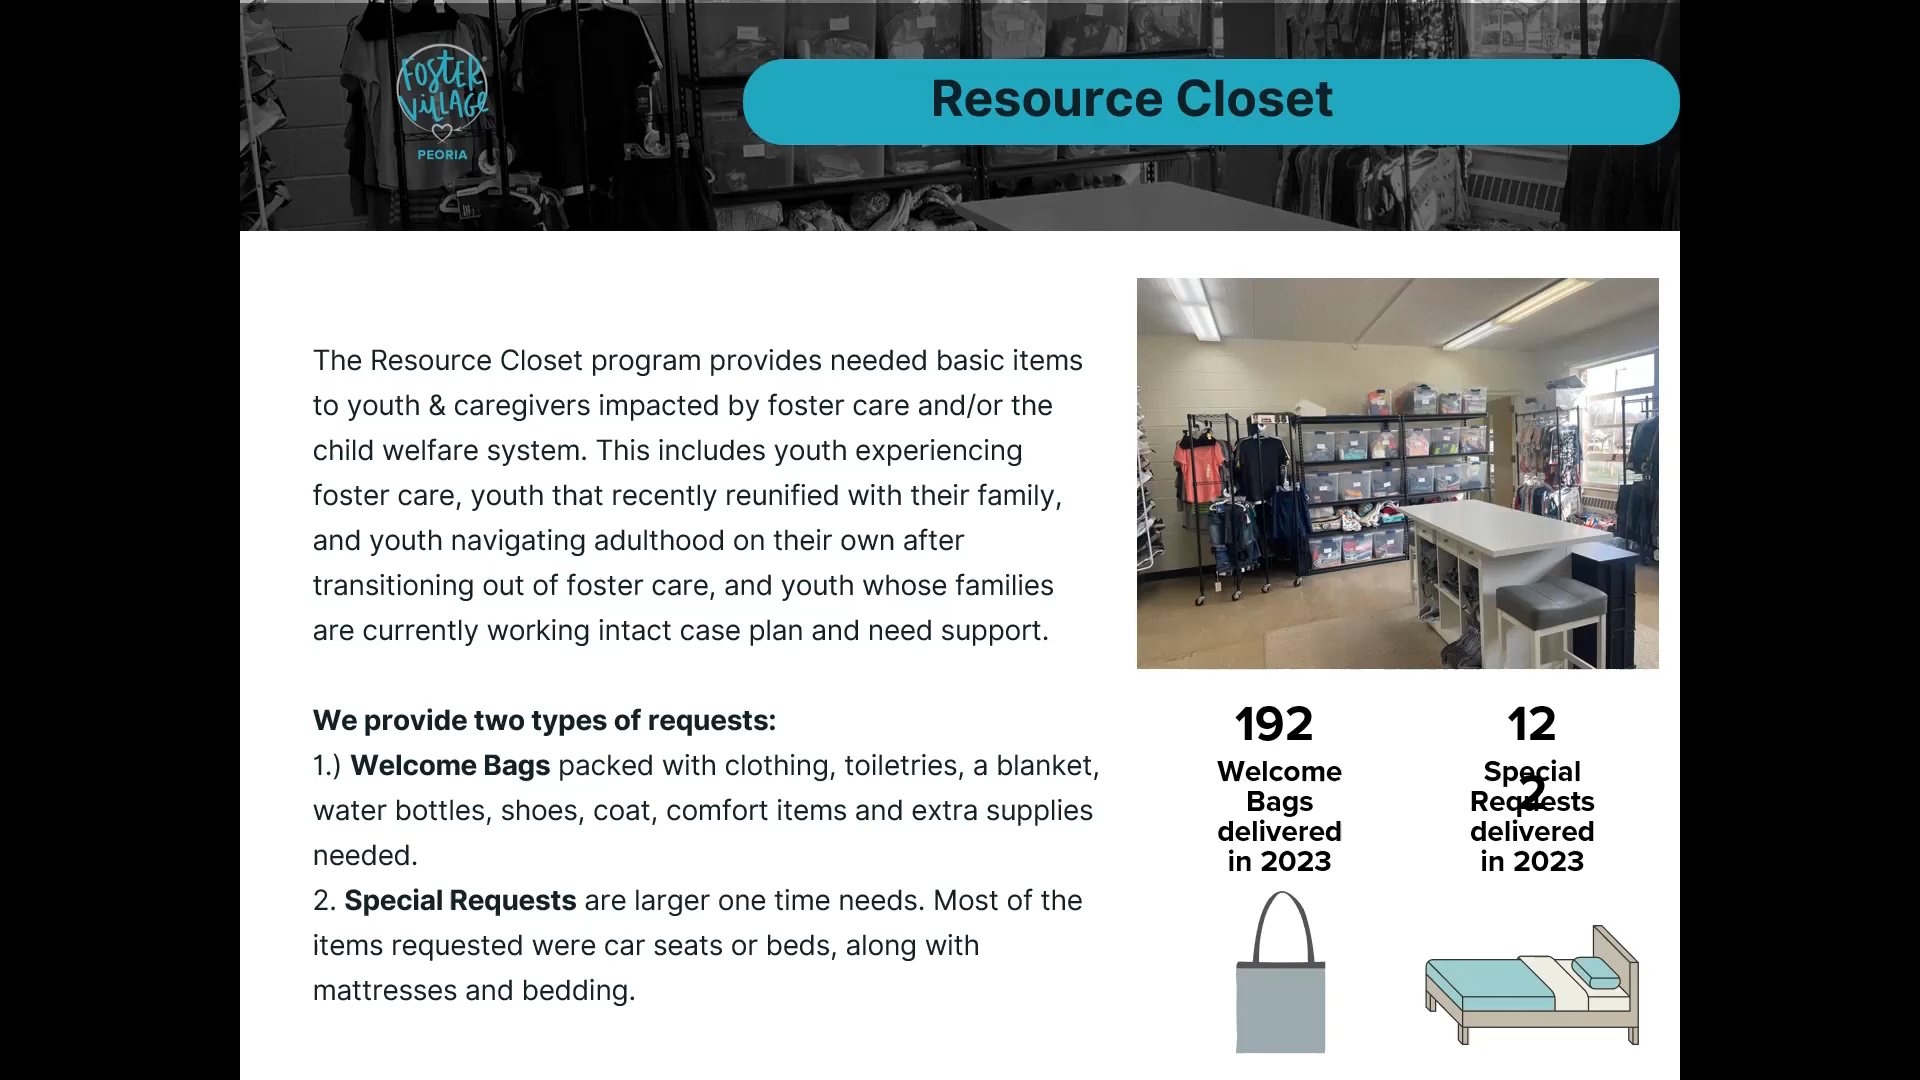 FOSTER
VILLAGE
PEORIA
Resource Closet
The Resource Closet program provides needed basic items
to youth & caregivers impacted by foster care and/or the
child welfare system. This includes youth experiencing
foster care, youth that recently reunified with their family,
and youth navigating adulthood on their own after
transitioning out of foster care, and youth whose families
are currently working intact case plan and need support.
We provide two types of requests:
1.) Welcome Bags packed with clothing, toiletries, a blanket,
water bottles, shoes, coat, comfort items and extra supplies
needed.
2. Special Requests are larger one time needs. Most of the
items requested were car seats or beds, along with
mattresses and bedding.
192
Welcome
Bags
delivered
in 2023
12
2
Special
Requests
delivered
in 2023